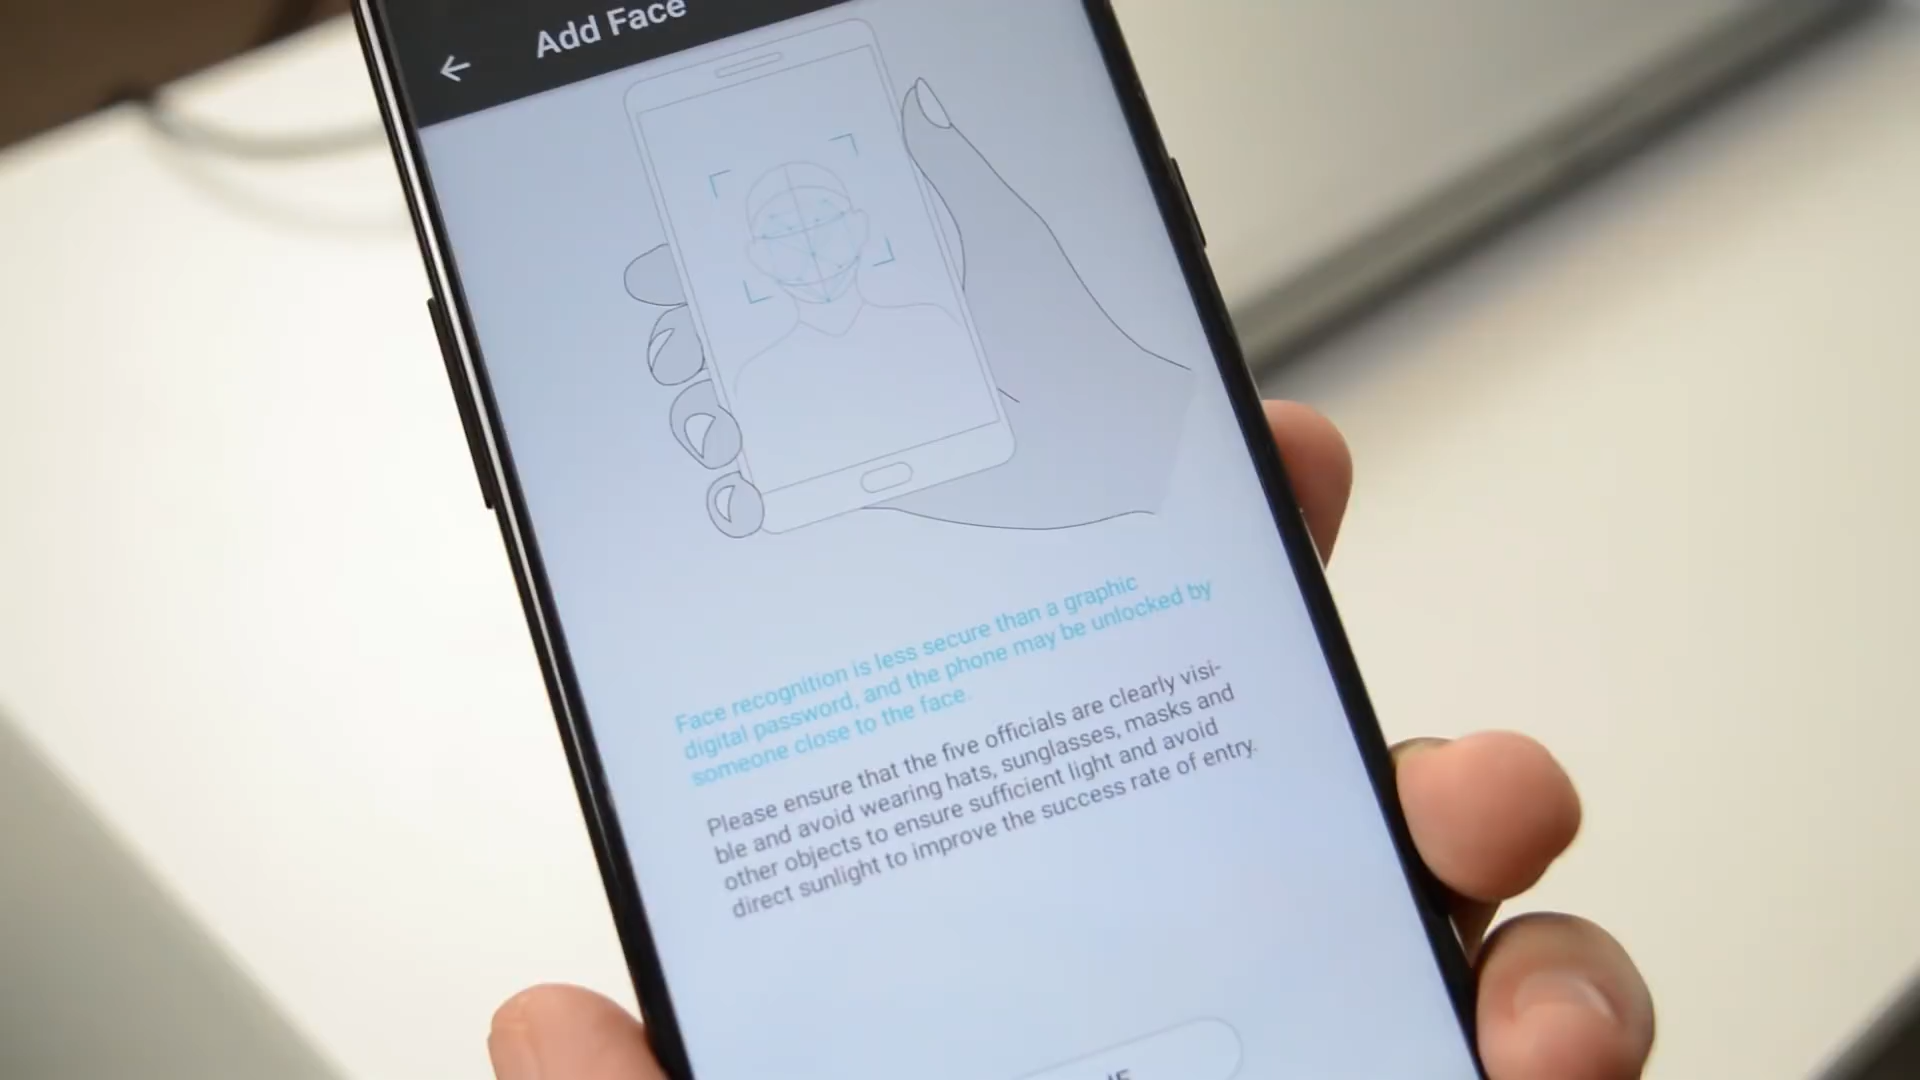 Add Face
Face recognition is less secure than a graphic
digital password, and the phone may be unlocked by
someone close to the face.
Please ensure that the five officials are clearly visi-
ble and avoid wearing hats, sunglasses, masks and
other objects to ensure sufficient light and avoid
direct sunlight to improve the success rate of entry.